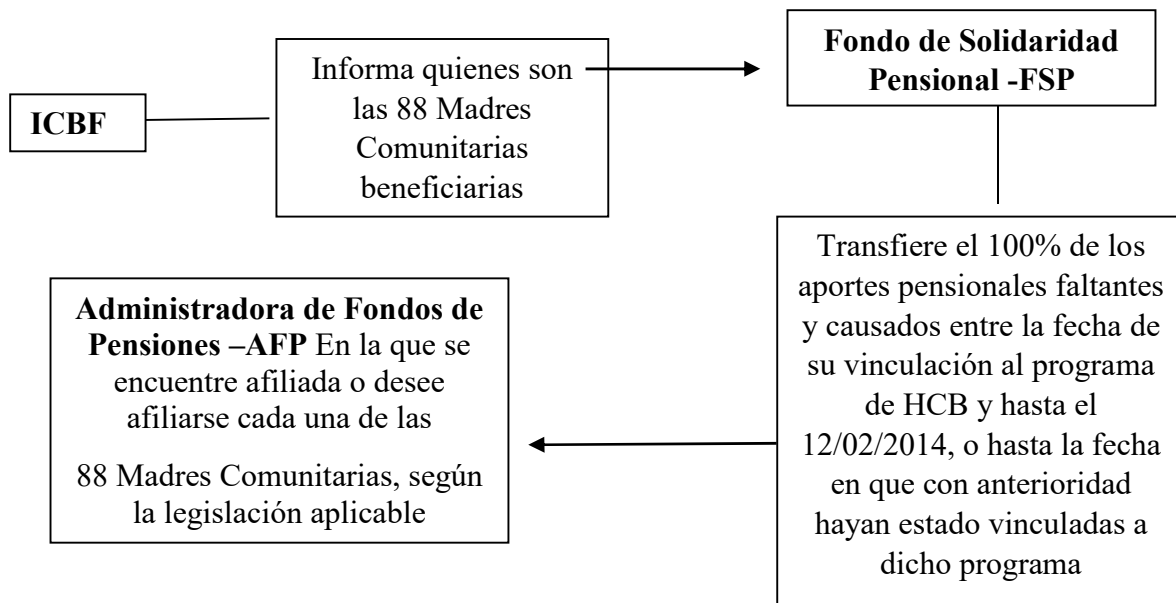 ICBF
Informa quienes son
las 88 Madres
Comunitarias
beneficiarias
Fondo de Solidaridad
Pensional -FSP
Transfiere el 100% de los
aportes pensionales faltantes
y causados entre la fecha de
su vinculación al programa
de HCB y hasta el
12/02/2014, o hasta la fecha
en que con anterioridad
hayan estado vinculadas a
dicho programa
Administradora de Fondos de
Pensiones –AFP En la que se
encuentre afiliada o desee
afiliarse cada una de las
88 Madres Comunitarias, según
la legislación aplicable